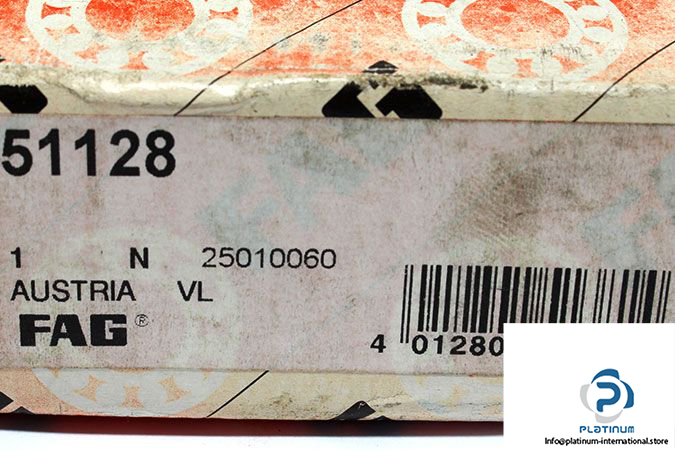 51128
1 N 25010060
AUSTRIA VL
FAG®
4 01280
PLATINUM
Info@platinum-international.store